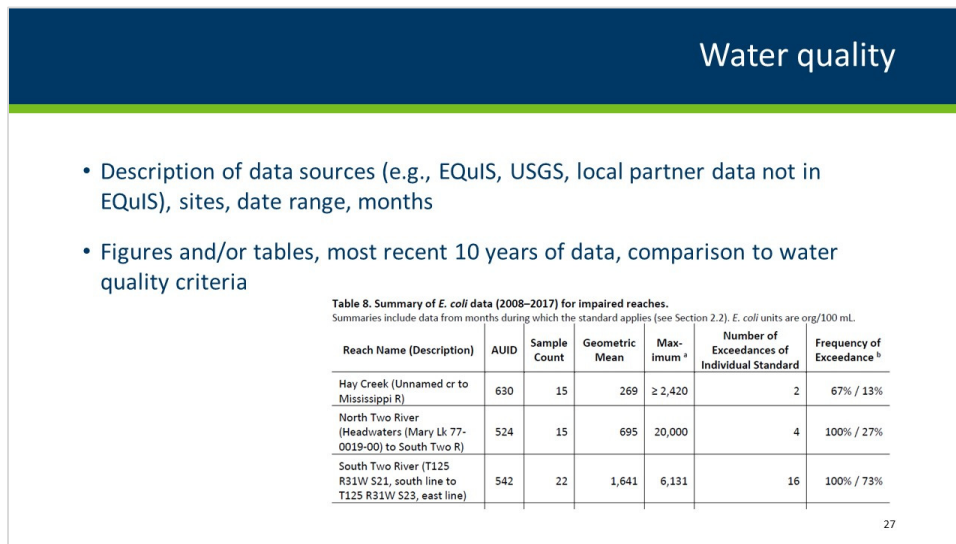 Water quality
• Description of data sources (e.g., EQuIS, USGS, local partner data not in
EQuIS), sites, date range, months
• Figures and/or tables, most recent 10 years of data, comparison to water
quality criteria
Table 8. Summary of E. coli data (2008–2017) for impaired reaches.
Summaries include data from months during which the standard applies (see Section 2.2). E. coli units are org/100 mL.
Reach Name (Description) AUID Sample Count Geometric Mean Max-imum a Number of Exceedances of Individual Standard Frequency of Exceedance b
Hay Creek (Unnamed cr to
Mississippi R) 630 15 269 ≥ 2,420 2 67% / 13%
North Two River
(Headwaters (Mary Lk 77-
0019-00) to South Two R) 524 15 695 20,000 4 100% / 27%
South Two River (T125
R31W S21, south line to
T125 R31W S23, east line) 542 22 1,641 6,131 16 100% / 73%
27